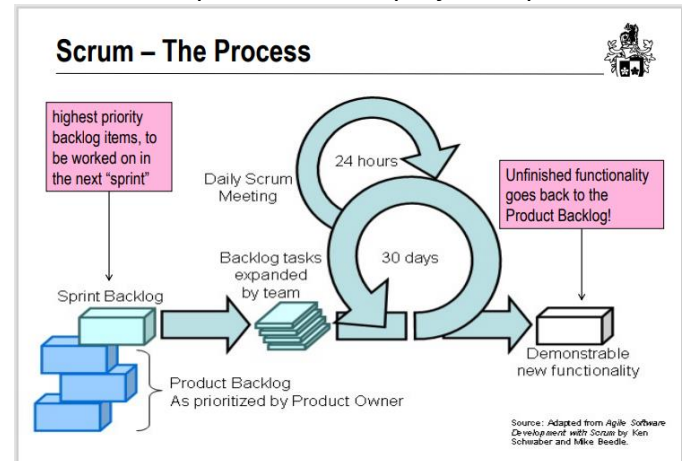 Scrum – The Process
highest priority
backlog items, to
be worked on in
the next “sprint”
24 hours
Daily Scrum
Meeting
Unfinished functionality
goes back to the
Product Backlog!
Backlog tasks
expanded
by team
30 days
Sprint Backlog
Demonstrable
new functionality
Product Backlog
As prioritized by Product Owner
Source: Adapted from Agile Software
Development with Scrum by Ken
Schwaber and Mike Beedle.